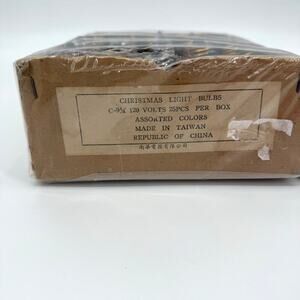 CHRISTMAS LIGHT BULBS
C-9¼ 120 VOLTS 25PCS PER BOX
ASSORTED COLORS
MADE IN TAIWAN
REPUBLIC OF CHINA